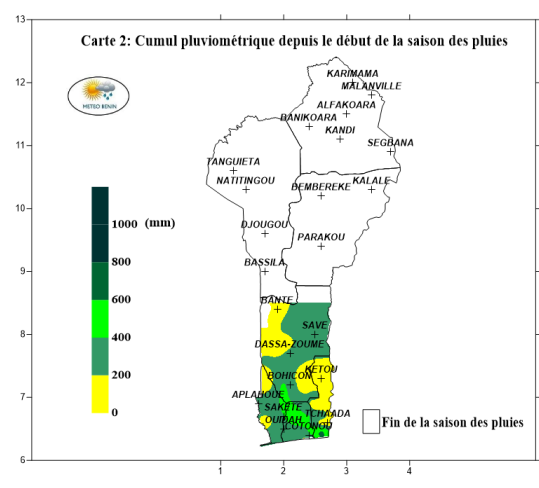 13
Carte 2: Cumul pluviométrique depuis le début de la saison des pluies
KARIMAMA
12
MALANVILLE
METEO BENIN
ALFAKOARA
BANIKOARA
KANDI
11
SEGBANA
TANGUIETA
NATITINGOU
KALALE
BEMBEREKE
10
1000 (mm)
DJOUGOU
PARAKOU
800
BASSILA
9
600
BANTE
400
SAVE
8
DASSA-ZOUME
200
BOHICON
KETOU
0
APLAHOUE
7
SAKETE
TCHAADA
OUIDAH
COTONOU
Fin de la saison des pluies
6
1 2 3 4